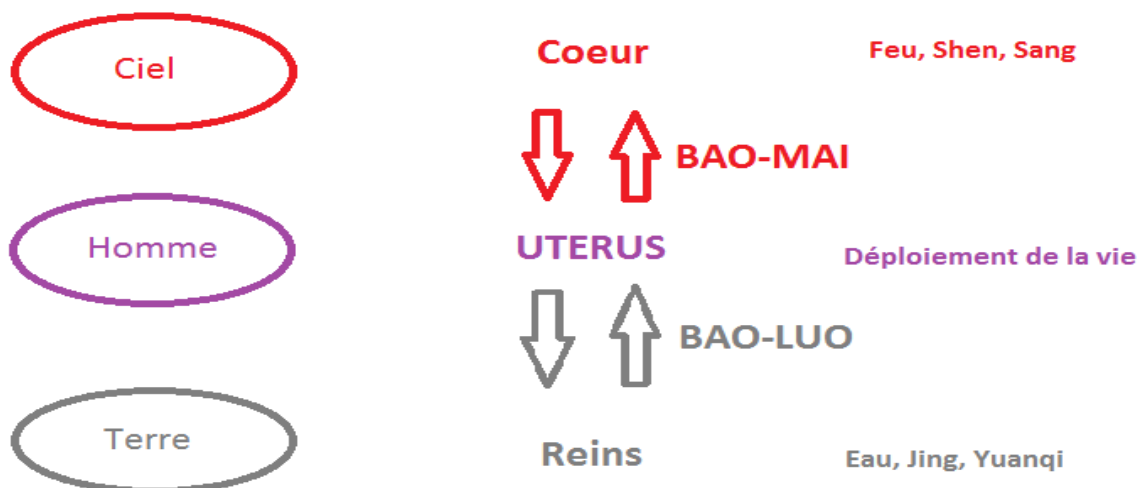 Ciel
Coeur
Feu, Shen, Sang
BAO-MAI
Homme
UTERUS
Déploiement de la vie
BAO-LUO
Terre
Reins
Eau, Jing, Yuanqi